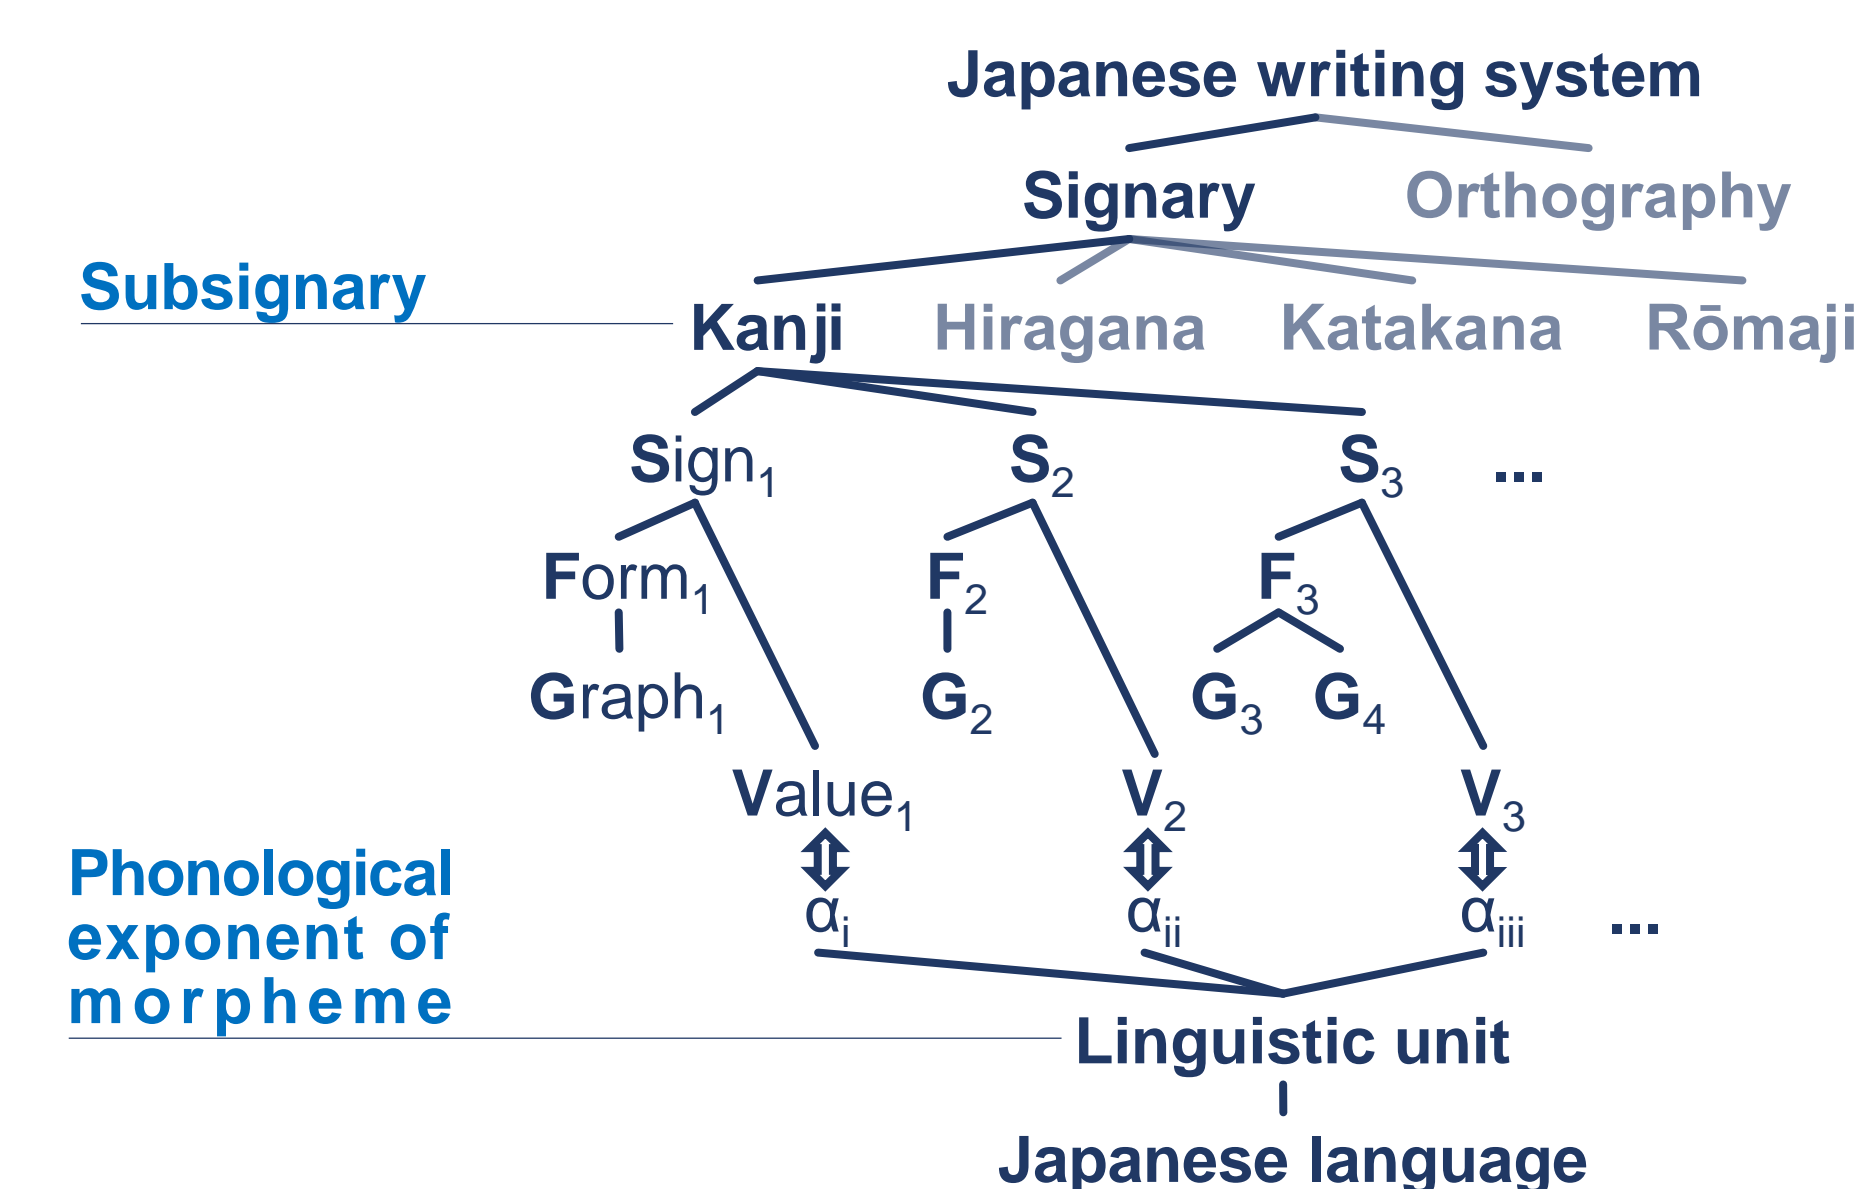 Japanese writing system
Signary Orthography
Subsignary
Kanji Hiragana Katakana Rōmaji
Sign₁ S₂ S₃ ...
Form₁ F₂ F₃
Graph₁ G₂ G₃ G₄
Value₁ V₂ V₃
Phonological
exponent of
morpheme
αᵢ αᵢᵢ αᵢᵢᵢ ...
Linguistic unit
Japanese language